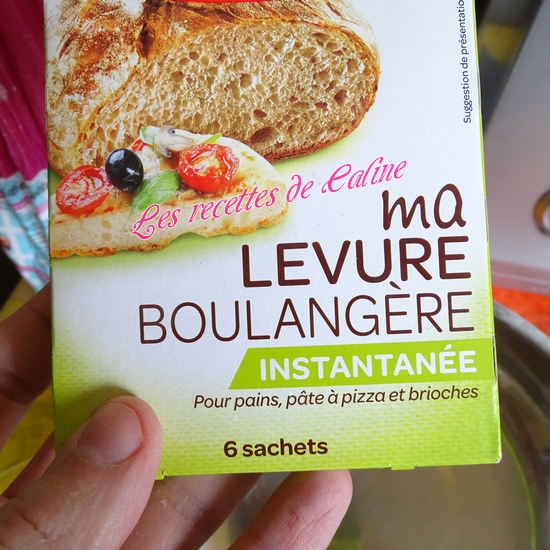 Suggestion de présentation
Les recettes de Caline
ma
LEVURE
BOULANGÈRE
INSTANTANÉE
Pour pains, pâte à pizza et brioches
6 sachets